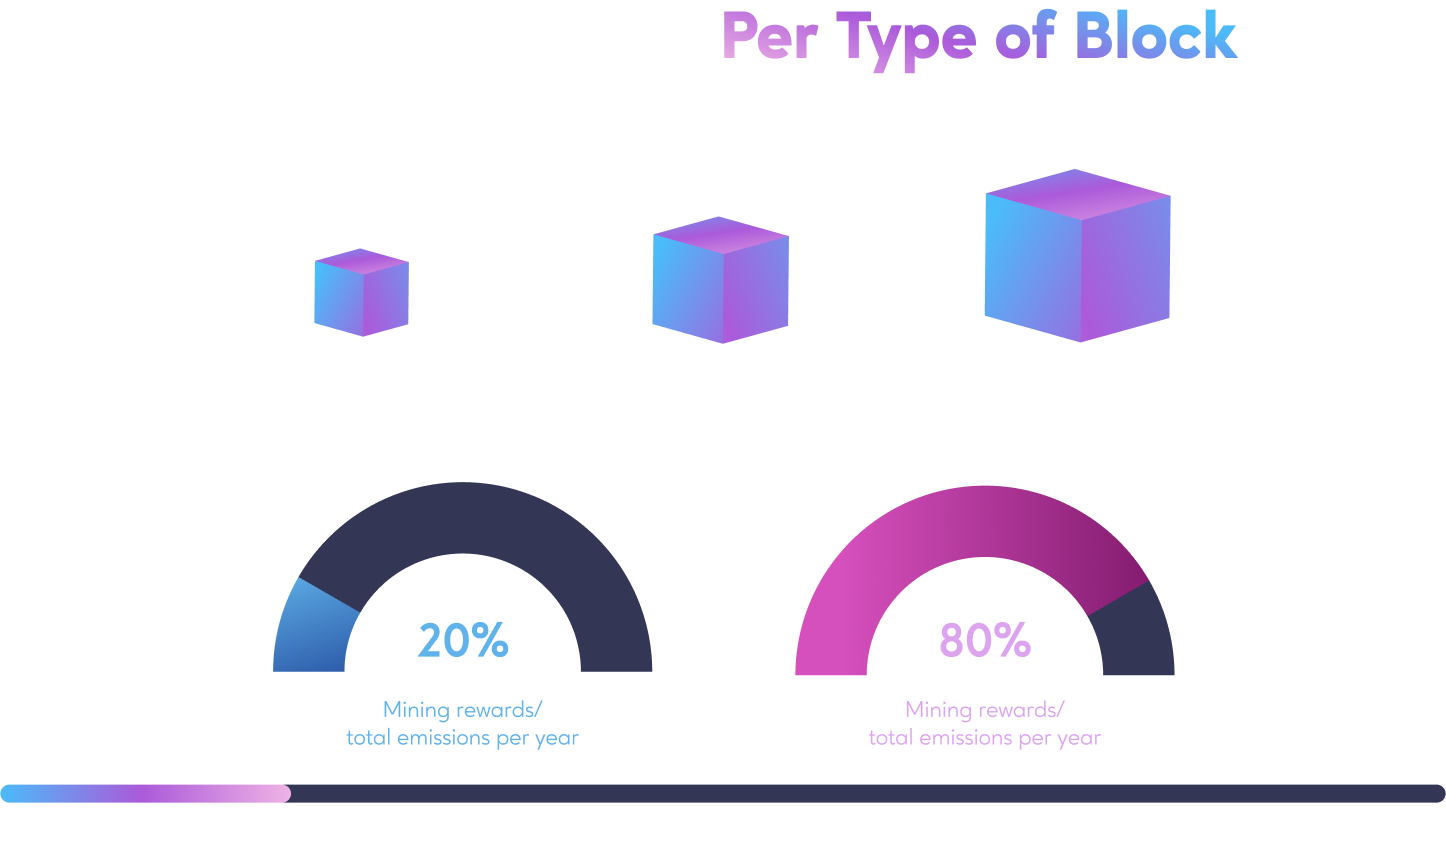 Per Type of Block
20%
Mining rewards/
total emissions per year
80%
Mining rewards/
total emissions per year